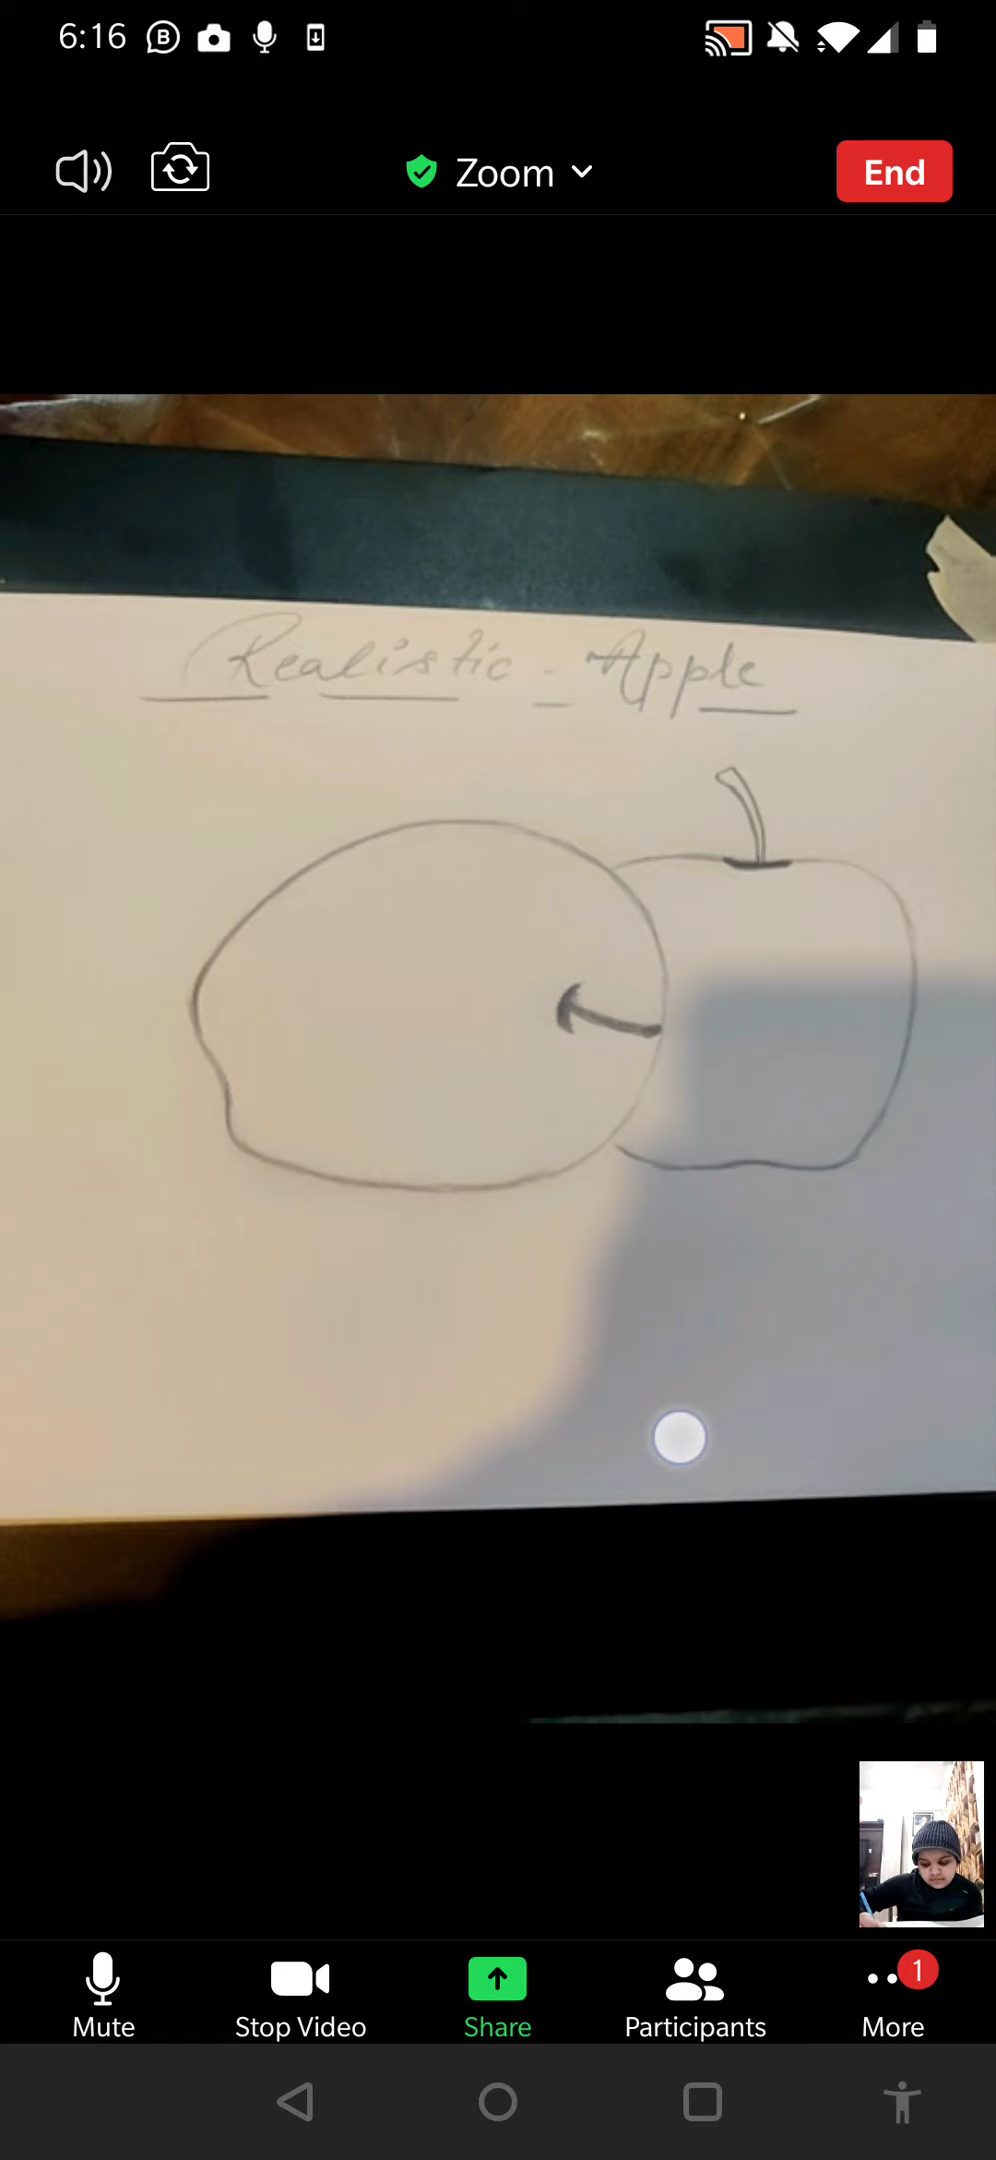 6:16
Zoom
End
Realistic - Apple
Mute
Stop Video
Share
Participants
1
More